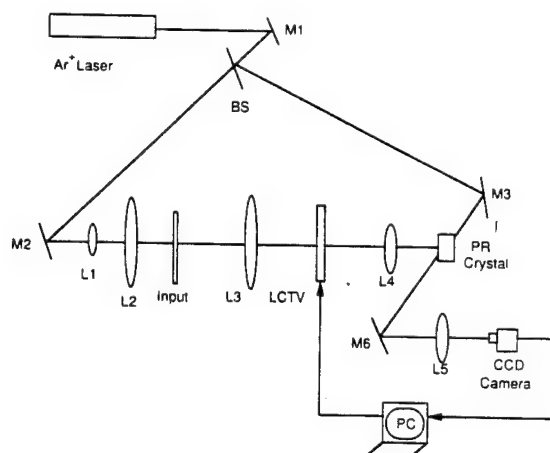 M1
Ar+ Laser
BS
M3
M2
L1
L2
Input
L3
LCTV
L4
PR
Crystal
M6
L5
CCD
Camera
PC